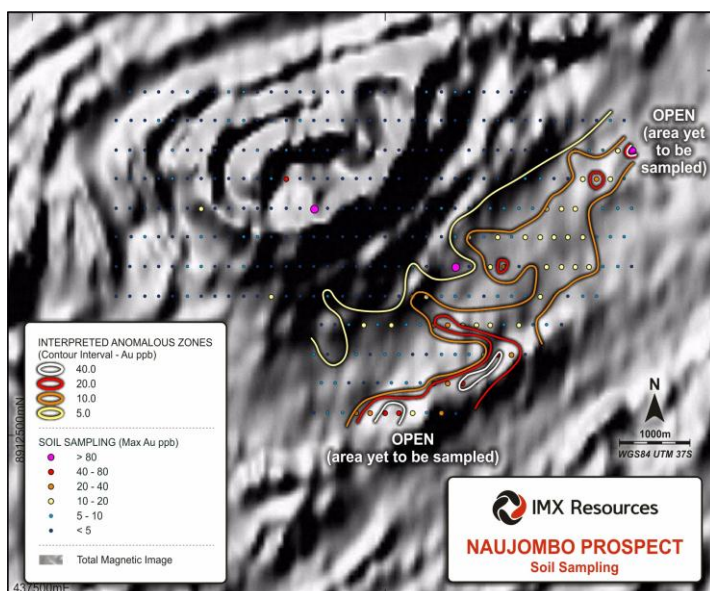 OPEN
(area yet
to be
sampled)
INTERPRETED ANOMALOUS ZONES
(Contour Interval - Au ppb)
40.0
20.0
10.0
5.0
SOIL SAMPLING (Max Au ppb)
> 80
40 - 80
20 - 40
10 - 20
5 - 10
< 5
Total Magnetic Image
8912500mN
437500mE
OPEN
(area yet to be sampled)
N
1000m
WGS84 UTM 37S
IMX Resources
NAUJOMBO PROSPECT
Soil Sampling